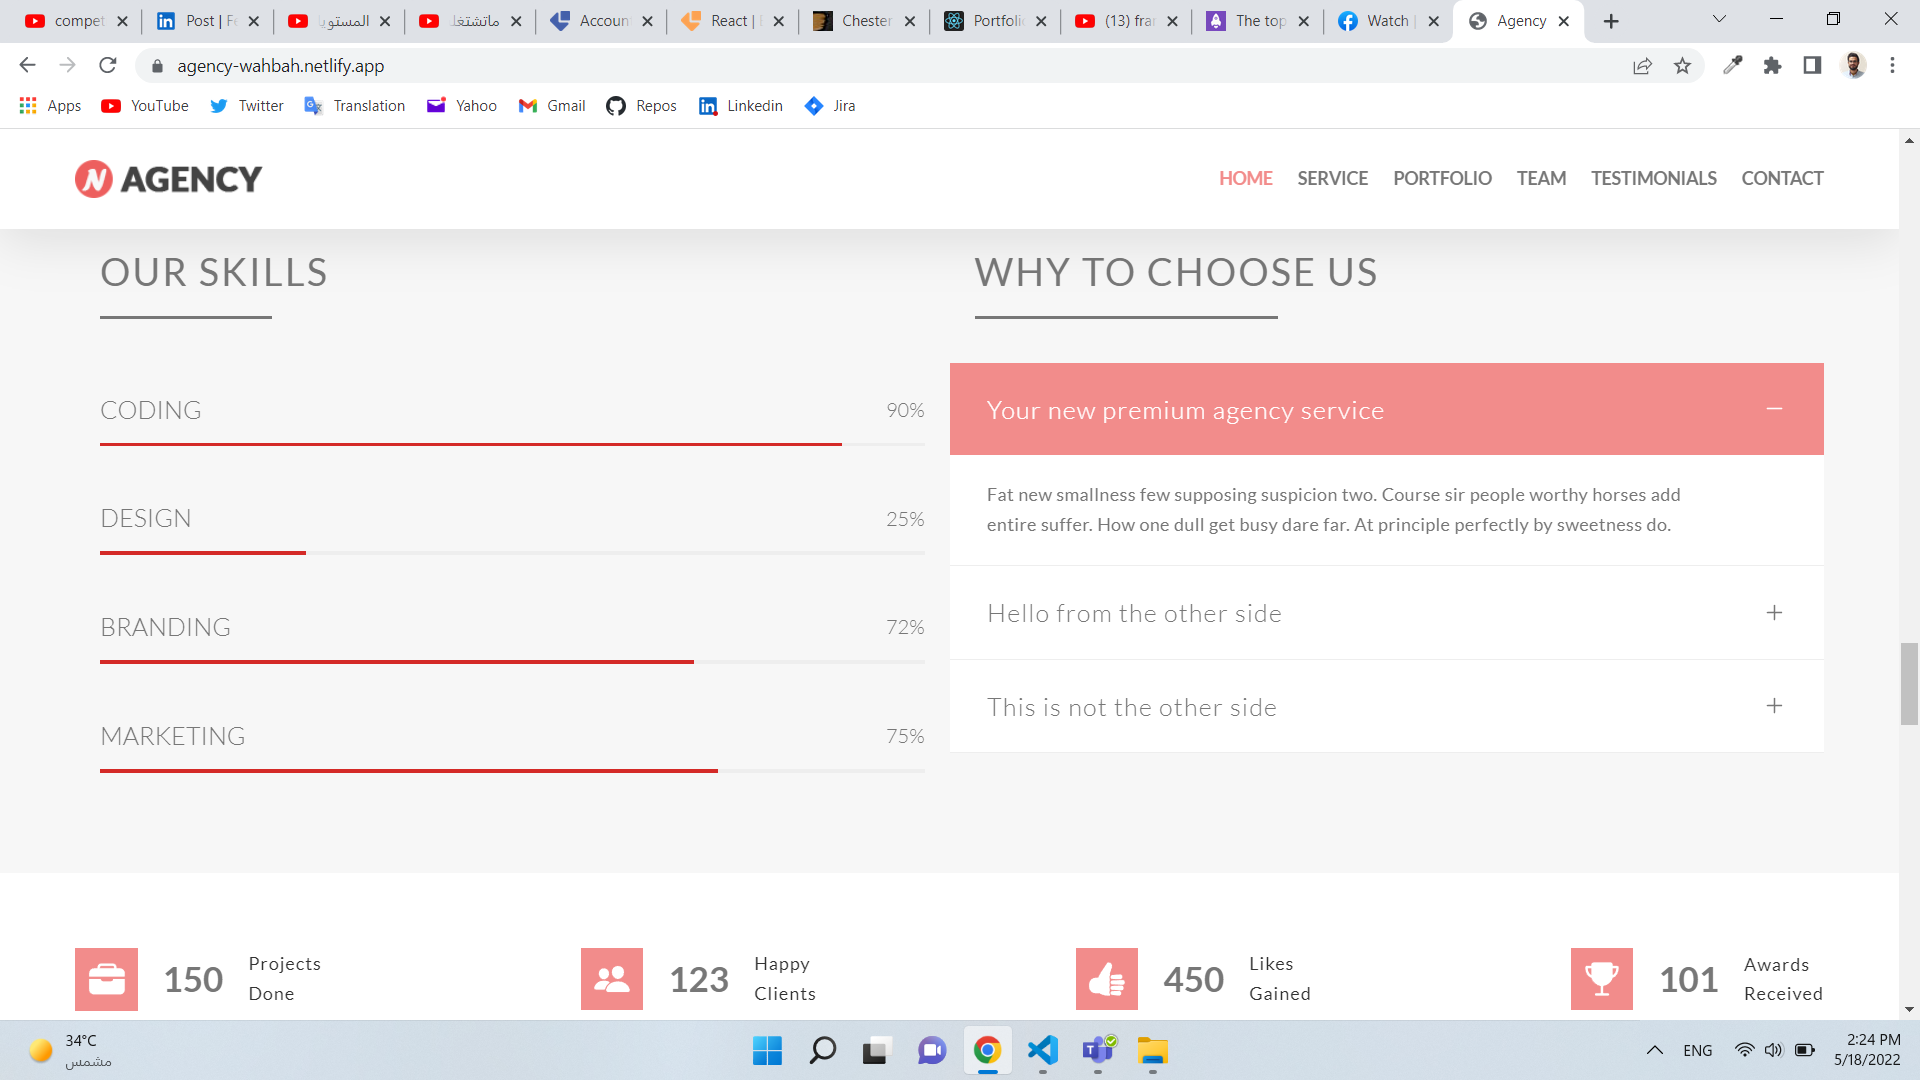 compet
Post | Fe
المستويا
ماتشتغل
Accoun
React |
Chester
Portfolio
(13) frar
The top
Watch |
Agency
agency-wahbah.netlify.app
Apps
YouTube
Twitter
Translation
Yahoo
Gmail
Repos
Linkedin
Jira
AGENCY
HOME
SERVICE
PORTFOLIO
TEAM
TESTIMONIALS
CONTACT
OUR SKILLS
CODING
90%
DESIGN
25%
BRANDING
72%
MARKETING
75%
WHY TO CHOOSE US
Your new premium agency service
Fat new smallness few supposing suspicion two. Course sir people worthy horses add
entire suffer. How one dull get busy dare far. At principle perfectly by sweetness do.
Hello from the other side
This is not the other side
150
Projects
Done
123
Happy
Clients
450
Likes
Gained
101
Awards
Received
34°C
مشمس
ENG
2:24 PM
5/18/2022